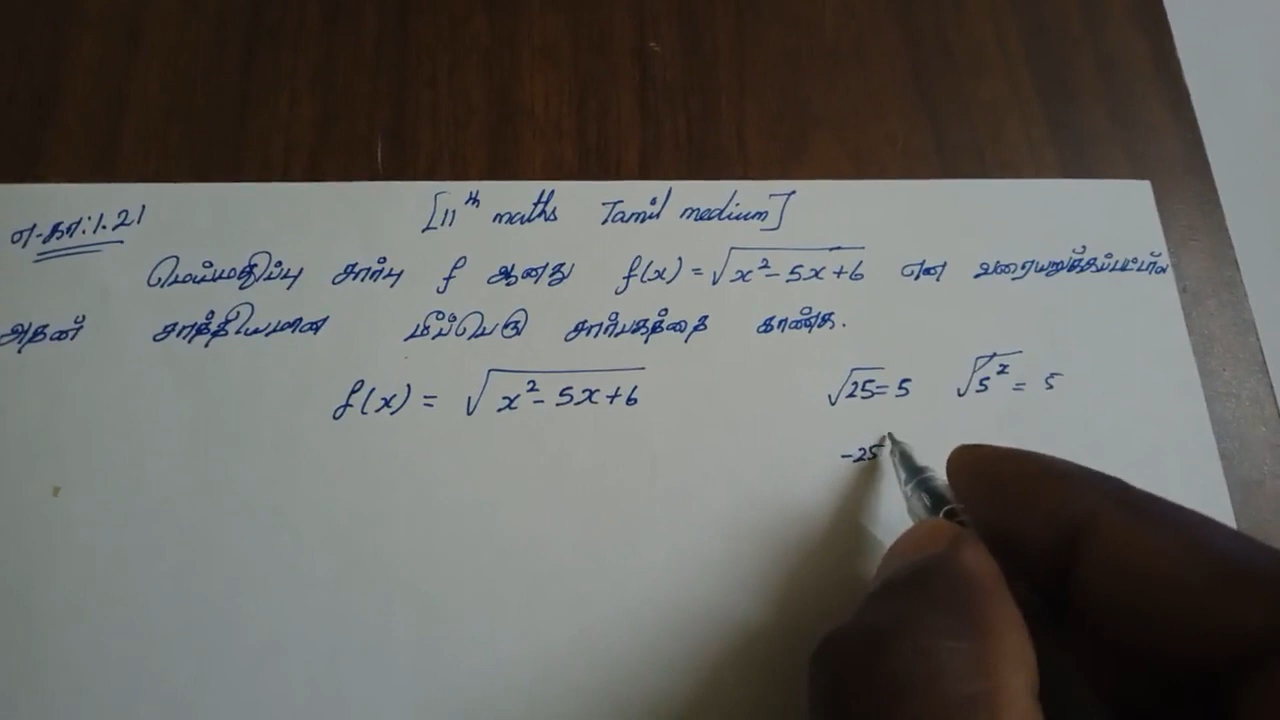 எ.கா:1.21
[11th maths Tamil medium]
மெய்மதிப்பு சார்பு f ஆனது f(x) = √x²- 5x + 6 என வரையறுக்கப்பட்டால்
அதன் சாத்தியமான மீப்பெரு சார்பகத்தை காண்க.
f(x) = √x²- 5x + 6
√25 = 5 √5² = 5
-25